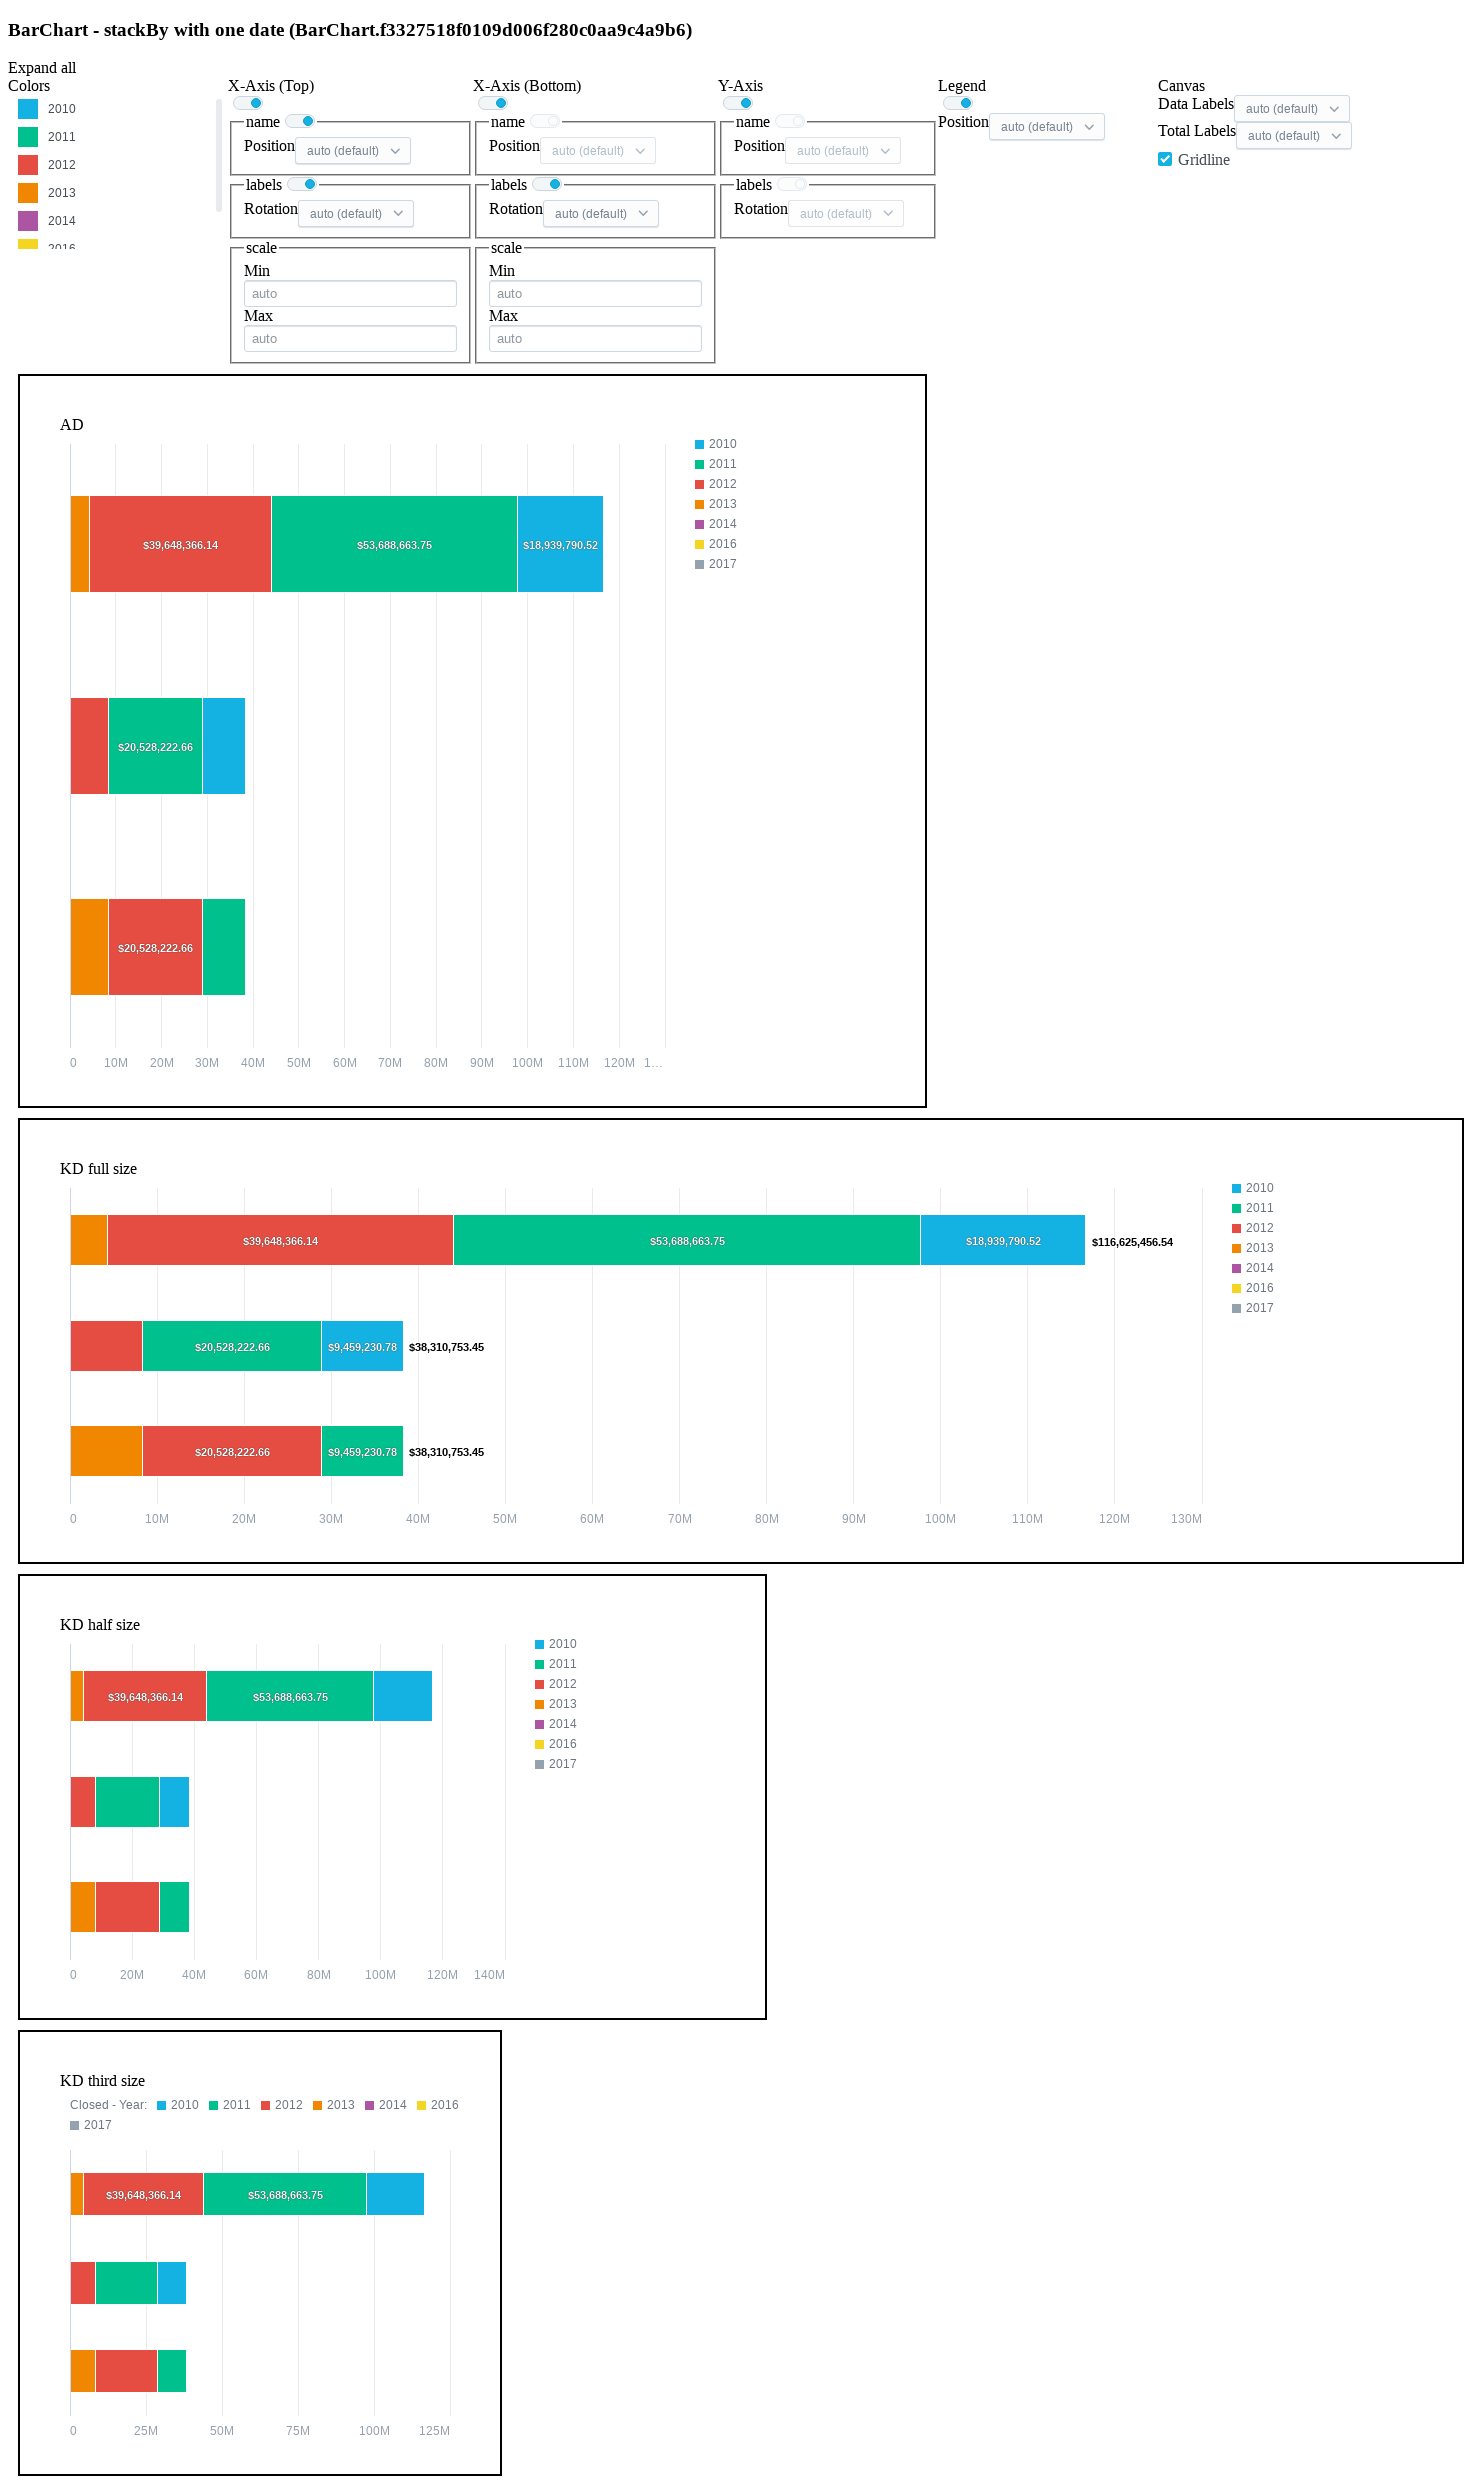 BarChart - stackBy with one date (BarChart.f3327518f0109d006f280c0aa9c4a9b6)
Expand all
Colors
2010
2011
2012
2013
2014
2016
X-Axis (Top)
name
Position auto (default)
labels
Rotation auto (default)
scale
Min
auto
Max
auto
X-Axis (Bottom)
name
Position auto (default)
labels
Rotation auto (default)
scale
Min
auto
Max
auto
Y-Axis
name
Position auto (default)
labels
Rotation auto (default)
Legend
Position auto (default)
Canvas
Data Labels auto (default)
Total Labels auto (default)
Gridline
AD
$39,648,366.14 $53,688,663.75 $18,939,790.52
$20,528,222.66
$20,528,222.66
0 10M 20M 30M 40M 50M 60M 70M 80M 90M 100M 110M 120M 1…
2010
2011
2012
2013
2014
2016
2017
KD full size
$39,648,366.14 $53,688,663.75 $18,939,790.52 $116,625,456.54
$20,528,222.66 $9,459,230.78 $38,310,753.45
$20,528,222.66 $9,459,230.78 $38,310,753.45
0 10M 20M 30M 40M 50M 60M 70M 80M 90M 100M 110M 120M 130M
2010
2011
2012
2013
2014
2016
2017
KD half size
$39,648,366.14 $53,688,663.75
0 20M 40M 60M 80M 100M 120M 140M
2010
2011
2012
2013
2014
2016
2017
KD third size
Closed - Year: 2010 2011 2012 2013 2014 2016
2017
$39,648,366.14 $53,688,663.75
0 25M 50M 75M 100M 125M